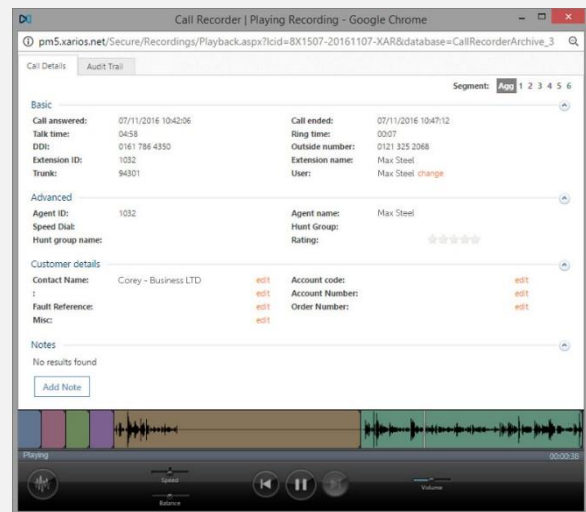 Call Recorder | Playing Recording - Google Chrome
pm5.xarios.net/Secure/Recordings/Playback.aspx?lcid=8X1507-20161107-XAR&database=CallRecorderArchive_3
Call Details Audit Trail
Segment: Agg 1 2 3 4 5 6
Basic
Call answered: 07/11/2016 10:42:06 Call ended: 07/11/2016 10:47:12
Talk time: 04:58 Ring time: 00:07
DDI: 0161 786 4350 Outside number: 0121 325 2068
Extension ID: 1032 Extension name: Max Steel
Trunk: 94301 User: Max Steel change
Advanced
Agent ID: 1032 Agent name: Max Steel
Speed Dial: Hunt Group:
Hunt group name: Rating:
Customer details
Contact Name: Corey - Business LTD edit Account code: edit
: edit Account Number: edit
Fault Reference: edit Order Number: edit
Misc: edit
Notes
No results found
Add Note
Playing 00:00:38
Speed
Balance
Volume